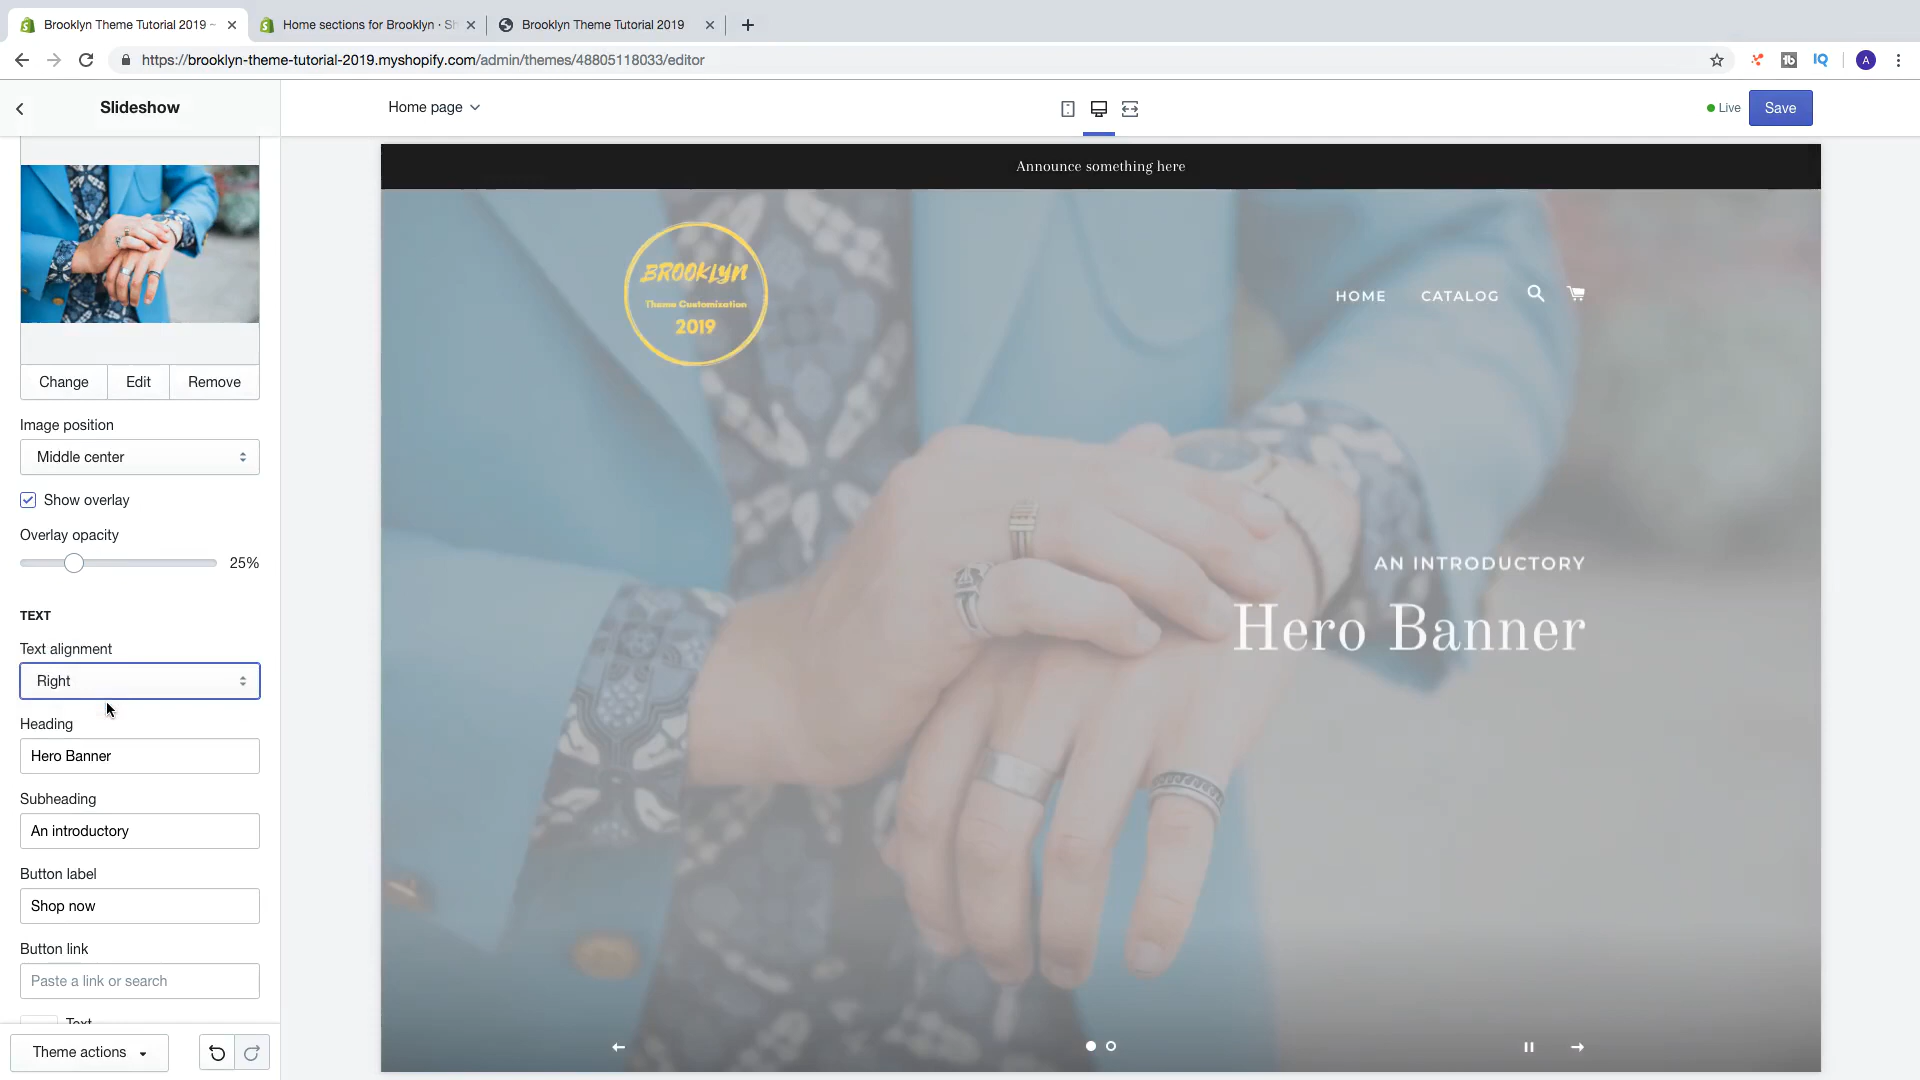 Brooklyn Theme Tutorial 2019 ~
Home sections for Brooklyn · Sh
Brooklyn Theme Tutorial 2019
https://brooklyn-theme-tutorial-2019.myshopify.com/admin/themes/48805118033/editor
A
Slideshow
Home page
Live
Save
Announce something here
BROOKLYN
Theme Customization
2019
HOME
CATALOG
Change
Edit
Remove
Image position
Middle center
Show overlay
Overlay opacity
25%
TEXT
Text alignment
Right
Heading
Hero Banner
Subheading
An introductory
Button label
Shop now
Button link
Paste a link or search
Text
Theme actions
AN INTRODUCTORY
Hero Banner